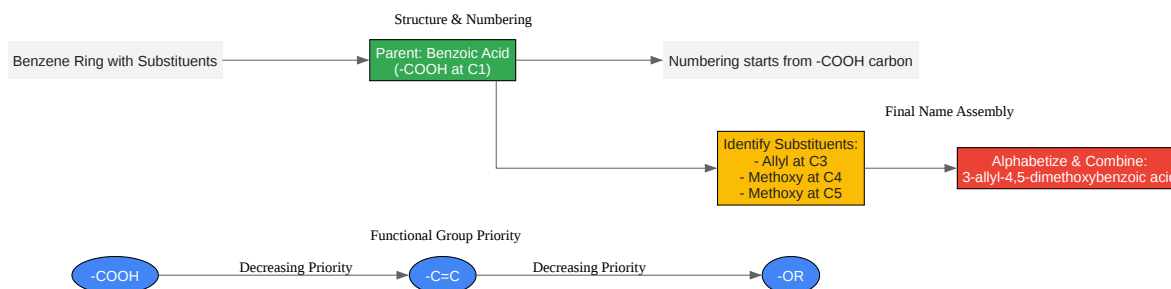 Structure & Numbering
Benzene Ring with Substituents
Parent: Benzoic Acid
(-COOH at C1)
Numbering starts from -COOH carbon
Final Name Assembly
Identify Substituents:
- Allyl at C3
- Methoxy at C4
- Methoxy at C5
Alphabetize & Combine:
3-allyl-4,5-dimethoxybenzoic acid
Functional Group Priority
-COOH
Decreasing Priority
-C=C
Decreasing Priority
-OR